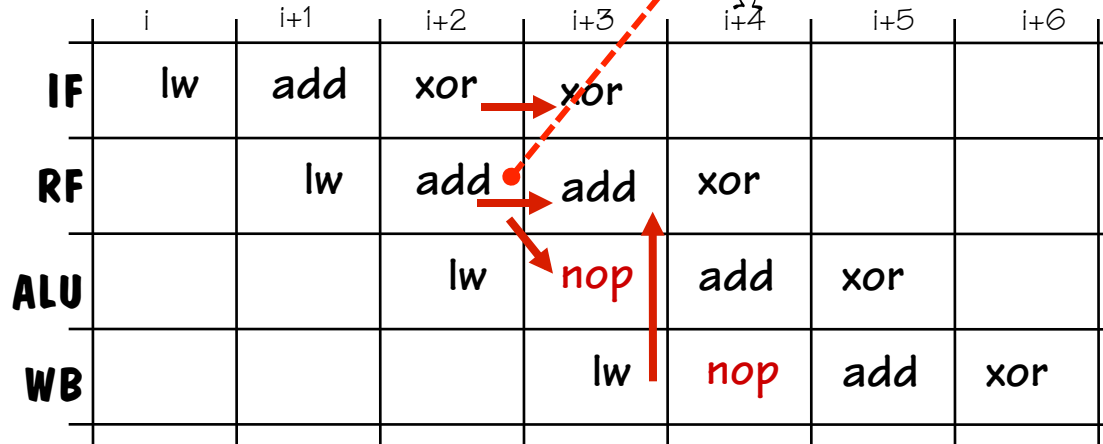 i i+1 i+2 i+3 i+4 i+5 i+6
IF lw add xor xor
RF lw add add xor
ALU lw nop add xor
WB lw nop add xor